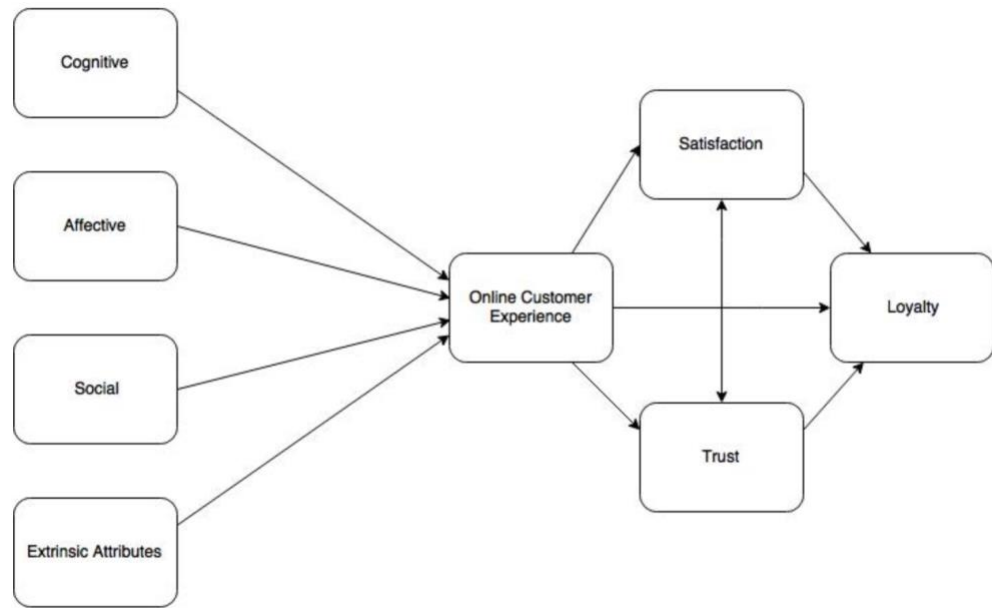 Cognitive
Affective
Social
Extrinsic Attributes
Online Customer
Experience
Satisfaction
Trust
Loyalty